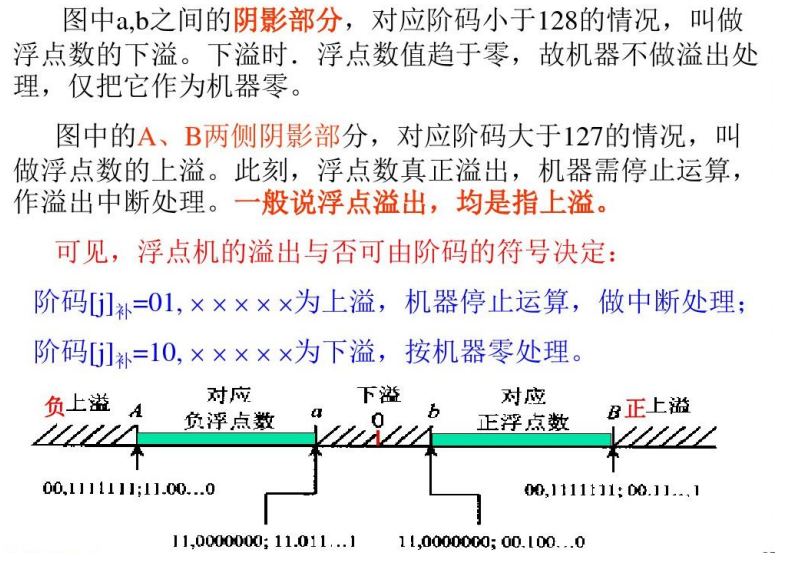 图中a,b之间的阴影部分，对应阶码小于128的情况，叫做
浮点数的下溢。下溢时．浮点数值趋于零，故机器不做溢出处
理，仅把它作为机器零。
图中的A、B两侧阴影部分，对应阶码大于127的情况，叫
做浮点数的上溢。此刻，浮点数真正溢出，机器需停止运算，
作溢出中断处理。一般说浮点溢出，均是指上溢。
可见，浮点机的溢出与否可由阶码的符号决定：
阶码[j]补=01, ×××××为上溢，机器停止运算，做中断处理；
阶码[j]补=10, ×××××为下溢，按机器零处理。
负上溢 A 对应 a 下溢 b 对应 B 正上溢
负浮点数 0 正浮点数
00,1111111;11.00…0 00,1111111;00.11…1
11,0000000; 11.011…1 11,0000000; 00.100…0